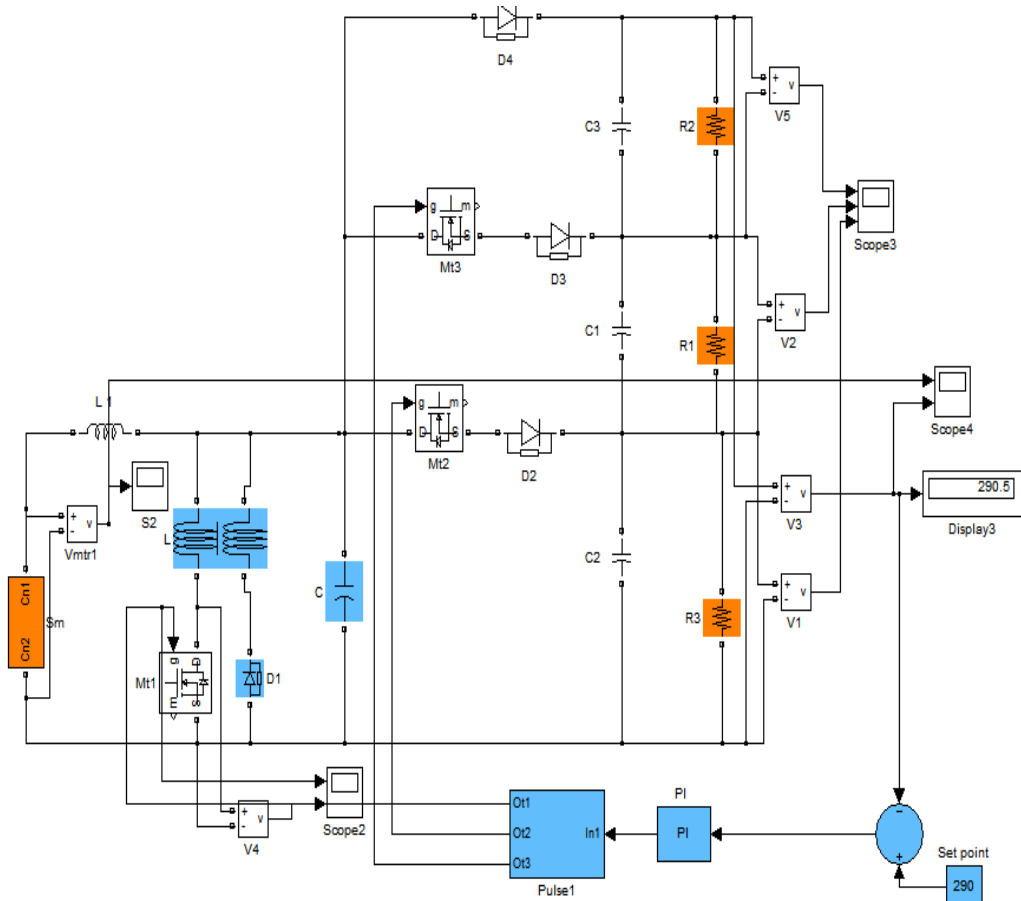 D4
+
-
v
V5
C3
R2
g
m
D
S
Mt3
D3
Scope3
+
-
v
V2
C1
R1
L 1
g
m
D
S
Mt2
D2
Scope4
S2
+
-
v
Vmtr1
L
C
C2
+
-
v
V3
290.5
Display3
+
-
v
V1
R3
Cn1
Sm
Cn2
g
D
Mt1
m
S
D1
+
-
v
V4
Scope2
Ot1
Ot2
In1
Ot3
Pulse1
PI
PI
−
+
Set point
290